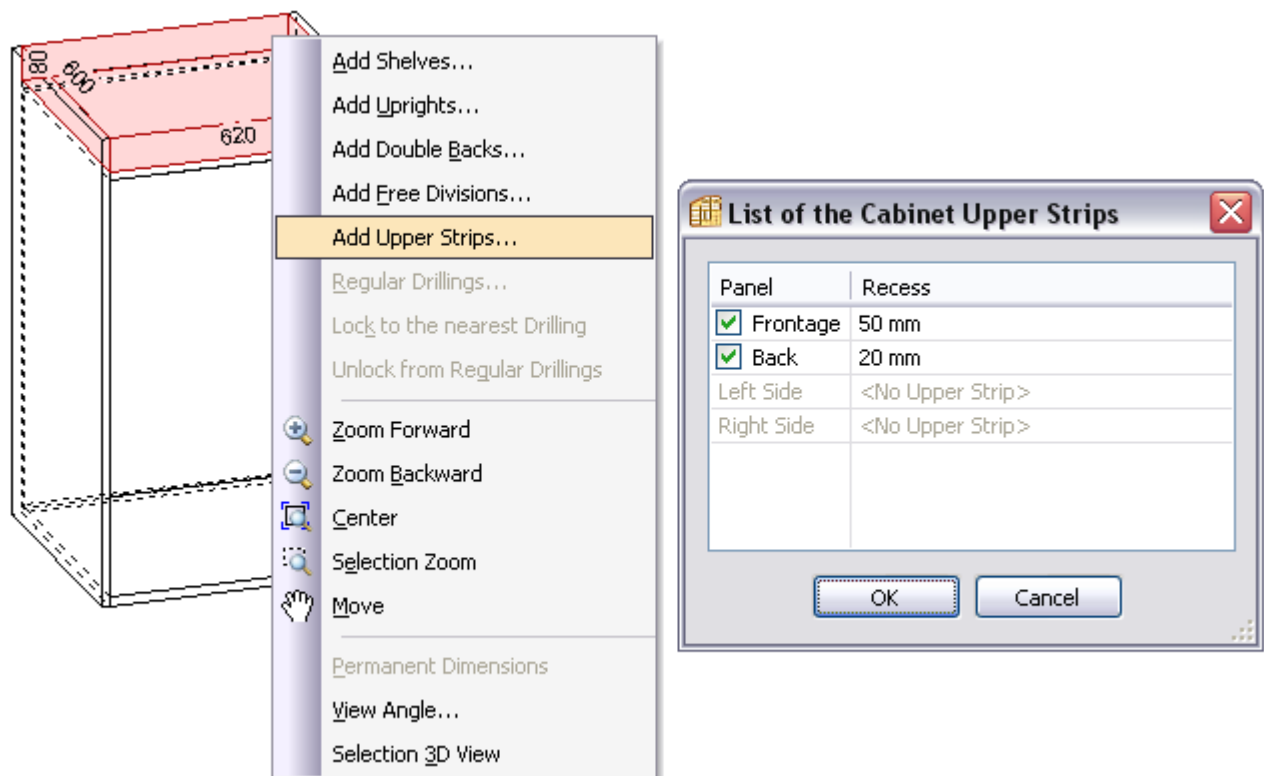 80
600
620
Add Shelves...
Add Uprights...
Add Double Backs...
Add Free Divisions...
Add Upper Strips...
Regular Drillings...
Lock to the nearest Drilling
Unlock from Regular Drillings
Zoom Forward
Zoom Backward
Center
Selection Zoom
Move
Permanent Dimensions
View Angle...
Selection 3D View
List of the Cabinet Upper Strips
Panel Recess
Frontage 50 mm
Back 20 mm
Left Side <No Upper Strip>
Right Side <No Upper Strip>
OK Cancel